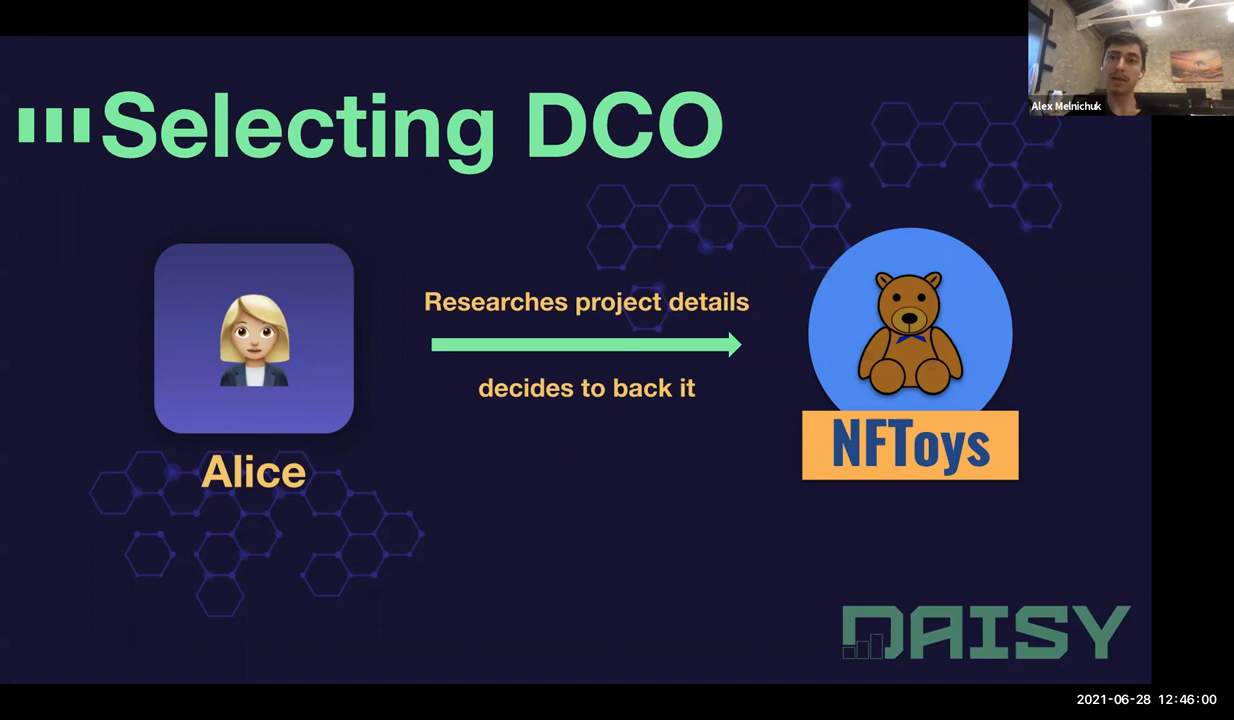 Selecting DCO
Alex Melnichuk
Researches project details
decides to back it
Alice
NFToys
DAISY
2021-06-28 12:46:00